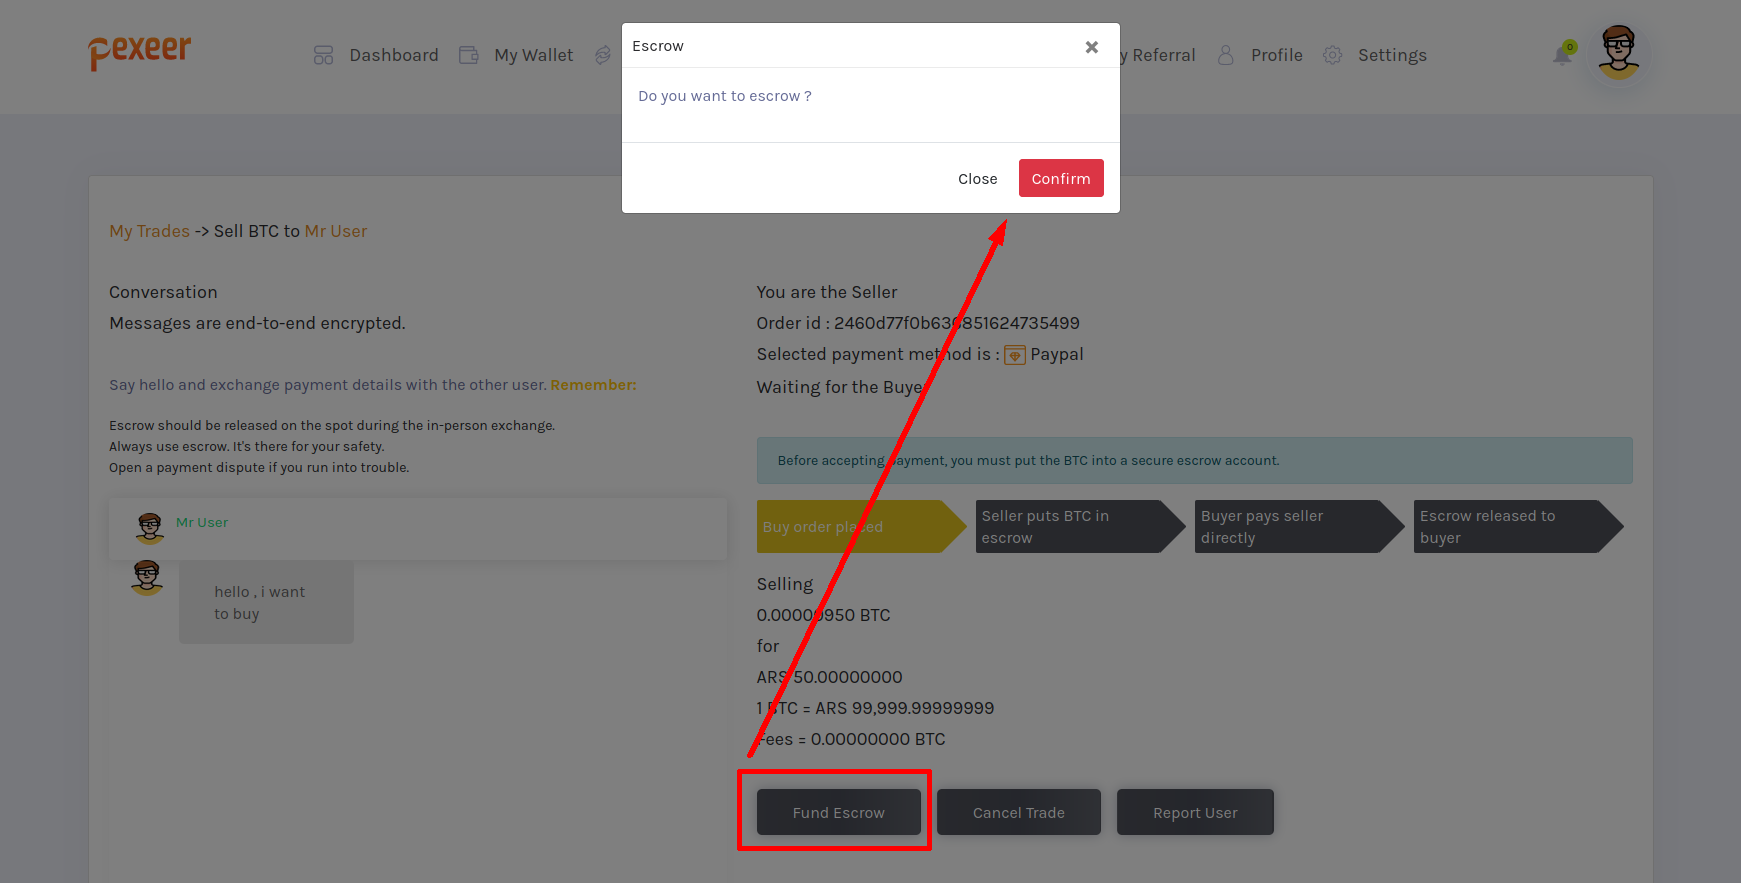 pexeer
Dashboard
My Wallet
y Referral
Profile
Settings
0
Escrow
Do you want to escrow ?
Close
Confirm
My Trades -> Sell BTC to Mr User
Conversation
Messages are end-to-end encrypted.
Say hello and exchange payment details with the other user. Remember:
Escrow should be released on the spot during the in-person exchange.
Always use escrow. It's there for your safety.
Open a payment dispute if you run into trouble.
Mr User
hello , i want
to buy
You are the Seller
Order id :
Selected payment method is : Paypal
Waiting for the Buyer
Before accepting payment, you must put the BTC into a secure escrow account.
Buy order placed
Seller puts BTC in
escrow
Buyer pays seller
directly
Escrow released to
buyer
Selling
0.00000950 BTC
for
ARS 50.00000000
1 BTC = ARS 99,999.99999999
Fees = 0.00000000 BTC
Fund Escrow
Cancel Trade
Report User